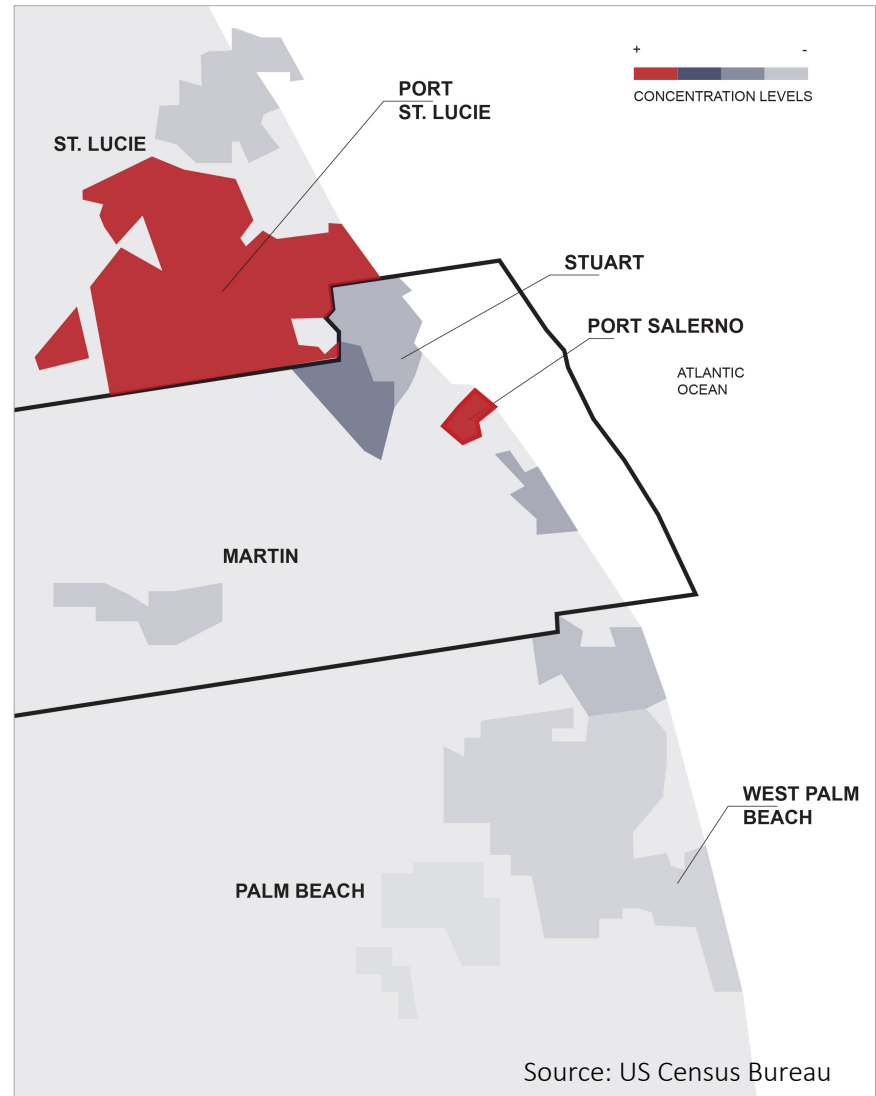 + -
CONCENTRATION LEVELS
PORT
ST. LUCIE
ST. LUCIE
STUART
PORT SALERNO
ATLANTIC
OCEAN
MARTIN
WEST PALM
BEACH
PALM BEACH
Source: US Census Bureau